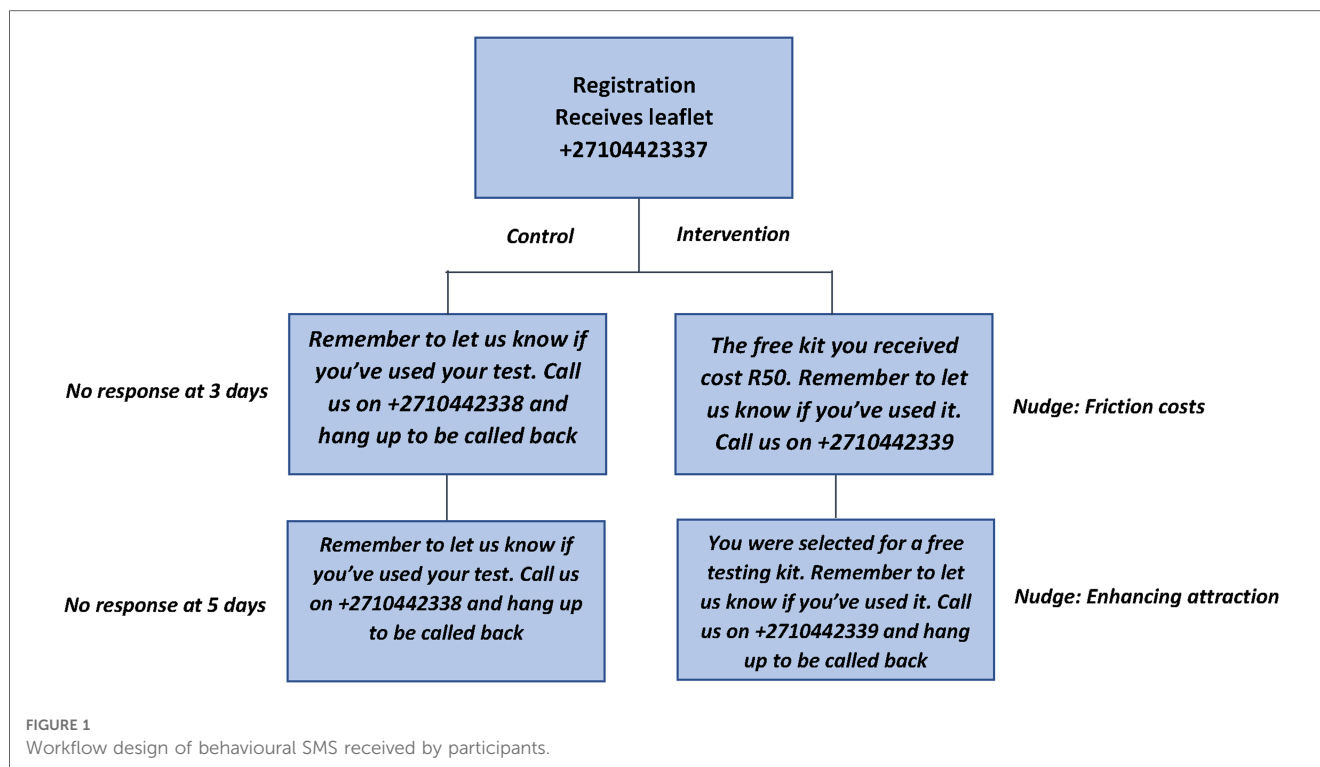 Registration
Receives leaflet
+27104423337
Control
Intervention
No response at 3 days
Remember to let us know if
you've used your test. Call
us on +2710442338 and
hang up to be called back
The free kit you received
cost R50. Remember to let
us know if you've used it.
Call us on +2710442339
Nudge: Friction costs
No response at 5 days
Remember to let us know if
you've used your test. Call us
on +2710442338 and hang up
to be called back
You were selected for a free
testing kit. Remember to let
us know if you've used it. Call
us on +2710442339 and hang
up to be called back
Nudge: Enhancing attraction
FIGURE 1
Workflow design of behavioural SMS received by participants.